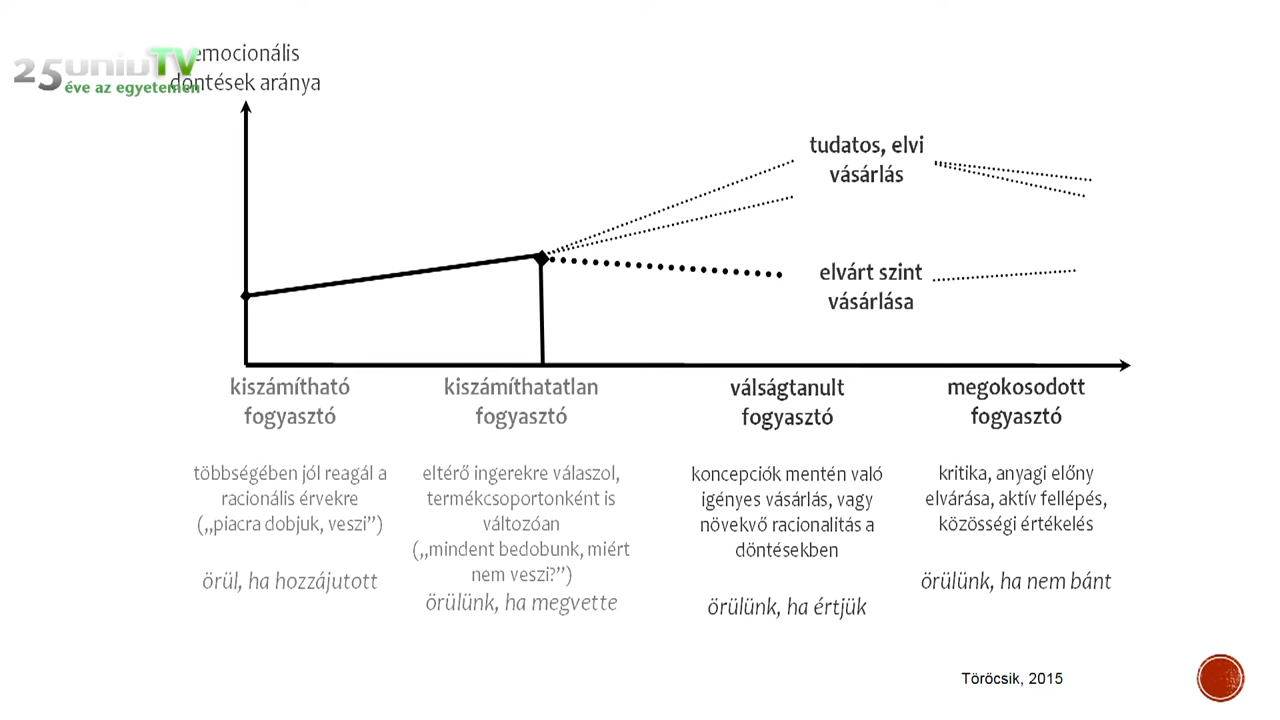 emocionális
döntések aránya
25 univ TV
éve az egyetemen
tudatos, elvi
vásárlás
elvárt szint
vásárlása
kiszámítható
fogyasztó
kiszámíthatatlan
fogyasztó
válságtanult
fogyasztó
megokosodott
fogyasztó
többségében jól reagál a
racionális érvekre
(„piacra dobjuk, veszi”)
örül, ha hozzájutott
eltérő ingerekre válaszol,
termékcsoportonként is
változóan
(„mindent bedobunk, miért
nem veszi?”)
örülünk, ha megvette
koncepciók mentén való
igényes vásárlás, vagy
növekvő racionalitás a
döntésekben
örülünk, ha értjük
kritika, anyagi előny
elvárása, aktív fellépés,
közösségi értékelés
örülünk, ha nem bánt
Törőcsik, 2015